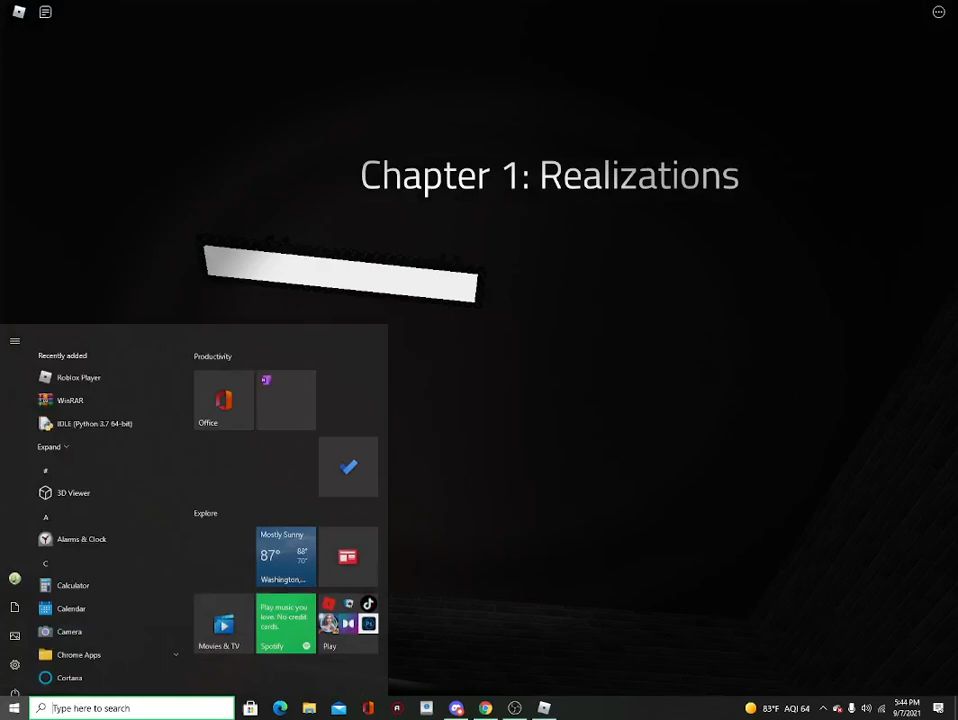 Chapter 1: Realizations
Recently added
Roblox Player
WinRAR
IDLE (Python 3.7 64-bit)
Expand
#
3D Viewer
A
Alarms & Clock
C
Calculator
Calendar
Camera
Chrome Apps
Cortana
Productivity
Office
Explore
Mostly Sunny
87° 88°
70°
Washington,...
Movies & TV
Play music you
love. No credit
cards.
Spotify
Play
Type here to search
83°F AQI 64
5:44 PM
9/7/2021